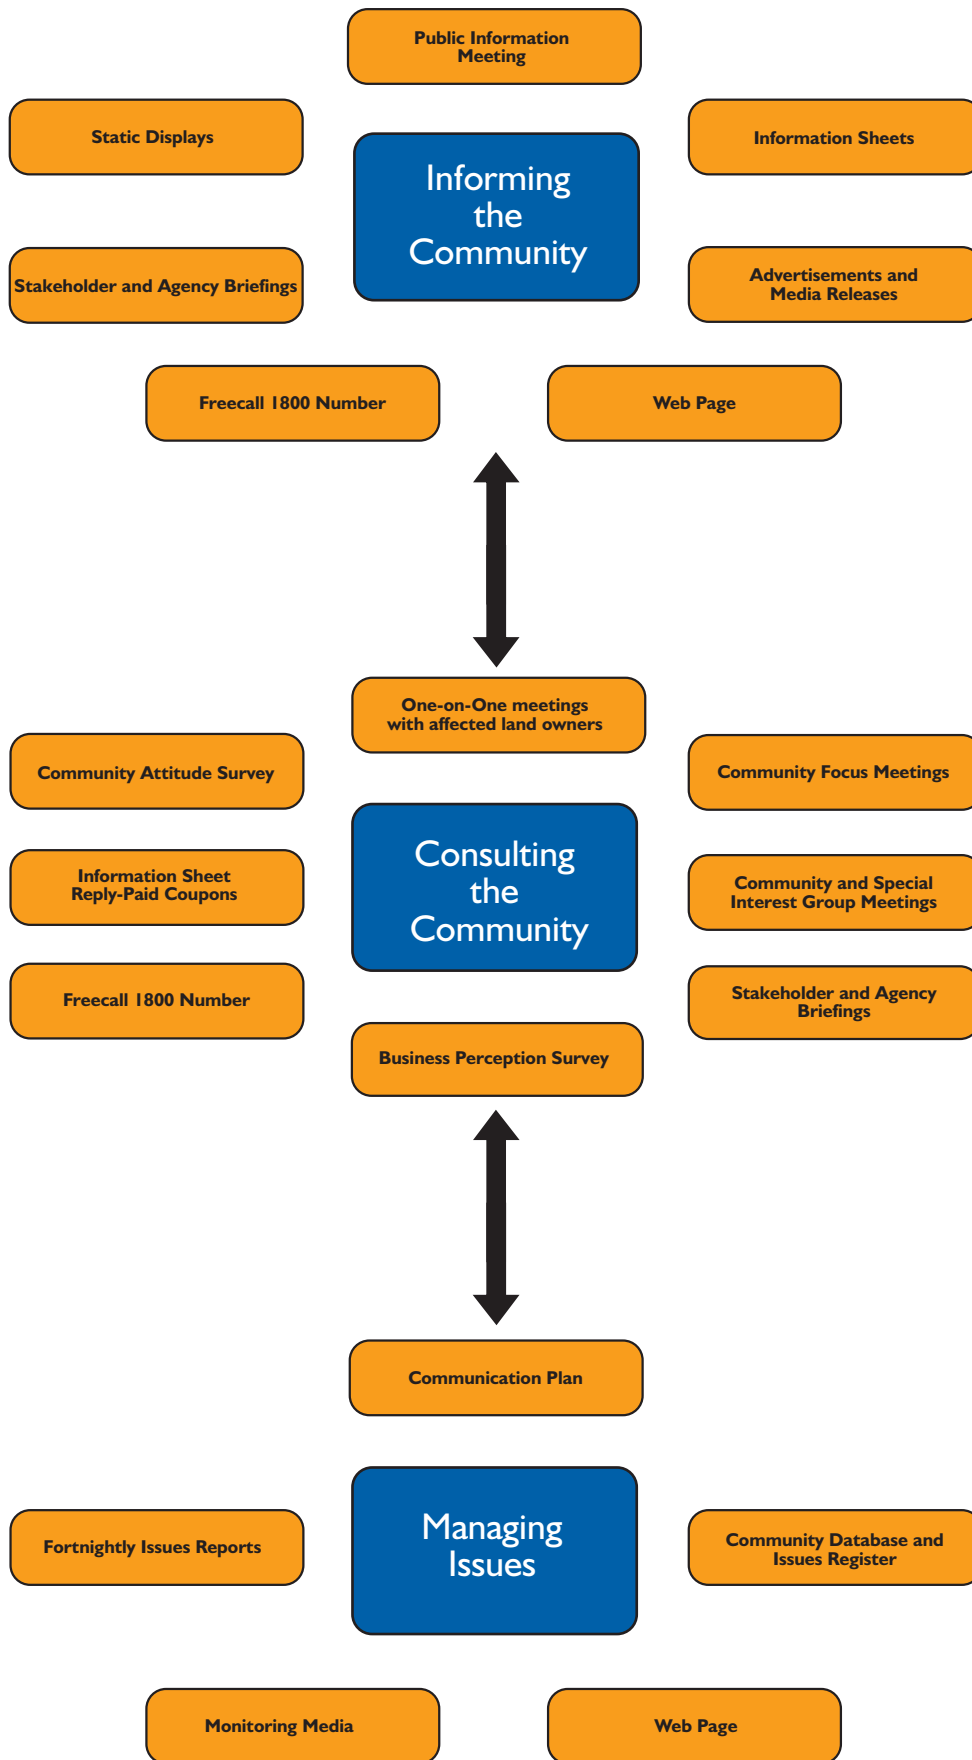 Public Information
Meeting
Static Displays
Information Sheets
Informing
the
Community
Stakeholder and Agency Briefings
Advertisements and
Media Releases
Freecall 1800 Number
Web Page
One-on-One meetings
with affected land owners
Community Attitude Survey
Community Focus Meetings
Consulting
the
Community
Information Sheet
Reply-Paid Coupons
Community and Special
Interest Group Meetings
Freecall 1800 Number
Stakeholder and Agency
Briefings
Business Perception Survey
Communication Plan
Managing
Issues
Fortnightly Issues Reports
Community Database and
Issues Register
Monitoring Media
Web Page